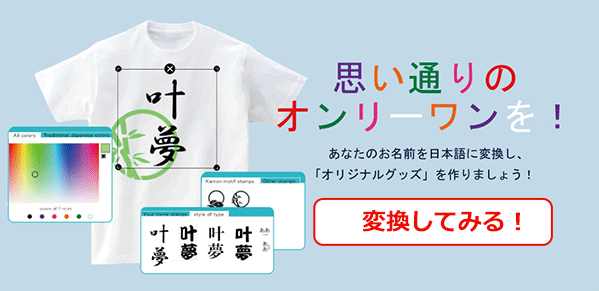 思い通りの
オンリーワンを！
あなたのお名前を日本語に変換し、
「オリジナルグッズ」を作りましょう！
変換してみる！
叶夢
All colors
Traditional Japanese colors
colors of T-shirt
Kamon motif stamps
Other stamps
Your name stamps
style of type
叶夢
叶夢
叶夢
叶夢